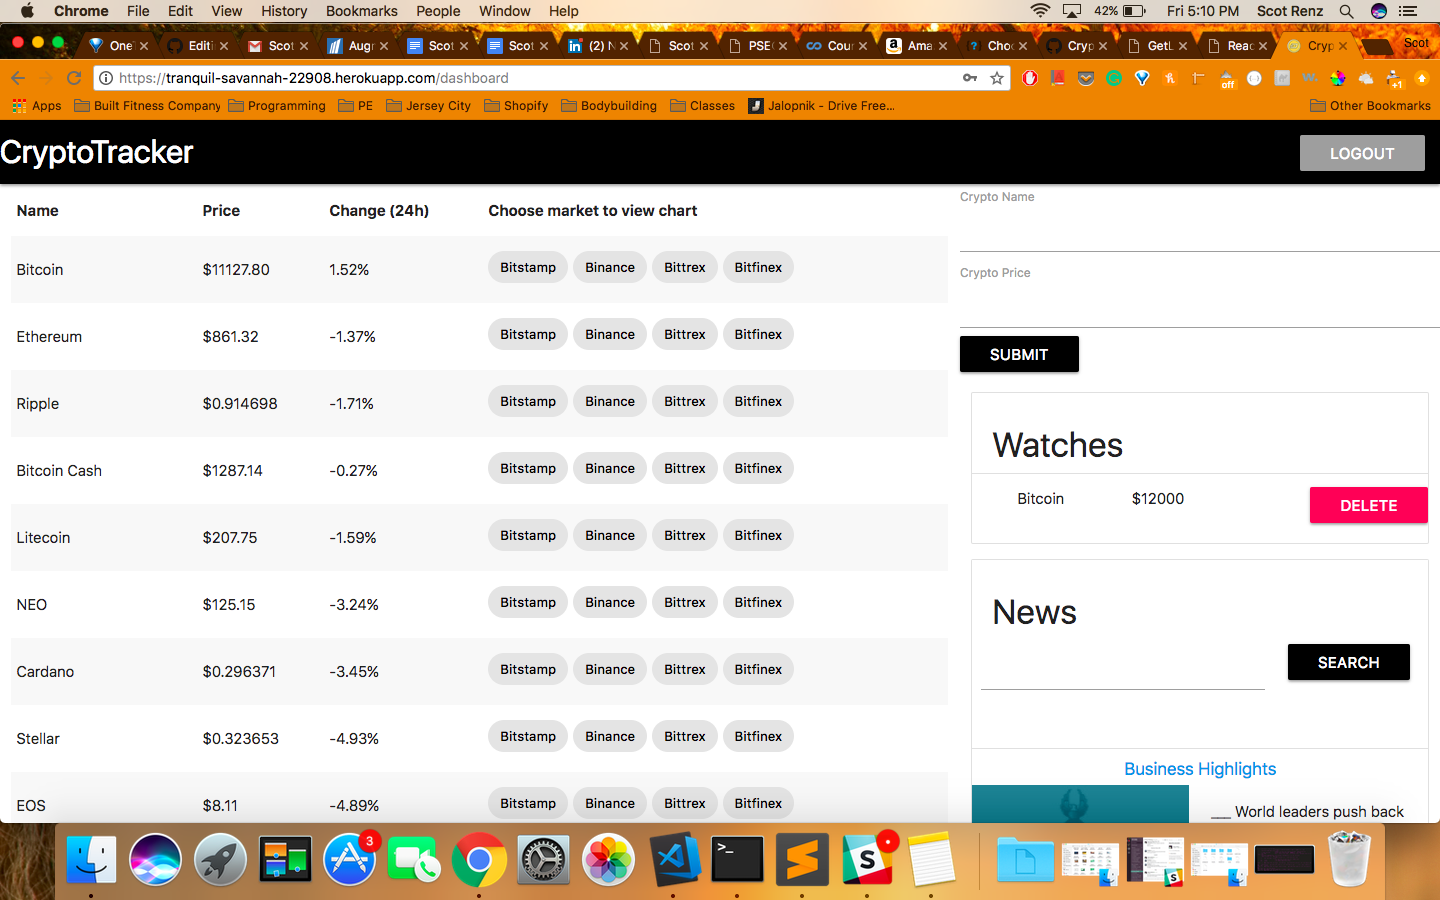 Chrome File Edit View History Bookmarks People Window Help 42% Fri 5:10 PM Scot Renz
One Editi Scot Augr Scot Scot (2) N Scot PSE Cour Ama Choo Cryp GetL Reac Cryp Scot
https://tranquil-savannah-22908.herokuapp.com/dashboard off +1
Apps Built Fitness Company Programming PE Jersey City Shopify Bodybuilding Classes Jalopnik - Drive Free... Other Bookmarks
CryptoTracker LOGOUT
Name Price Change (24h) Choose market to view chart
Bitcoin $11127.80 1.52% Bitstamp Binance Bittrex Bitfinex
Ethereum $861.32 -1.37% Bitstamp Binance Bittrex Bitfinex
Ripple $0.914698 -1.71% Bitstamp Binance Bittrex Bitfinex
Bitcoin Cash $1287.14 -0.27% Bitstamp Binance Bittrex Bitfinex
Litecoin $207.75 -1.59% Bitstamp Binance Bittrex Bitfinex
NEO $125.15 -3.24% Bitstamp Binance Bittrex Bitfinex
Cardano $0.296371 -3.45% Bitstamp Binance Bittrex Bitfinex
Stellar $0.323653 -4.93% Bitstamp Binance Bittrex Bitfinex
EOS $8.11 -4.89% Bitstamp Binance Bittrex Bitfinex
Crypto Name
Crypto Price
SUBMIT
Watches
Bitcoin $12000 DELETE
News
SEARCH
Business Highlights
___ World leaders push back
3